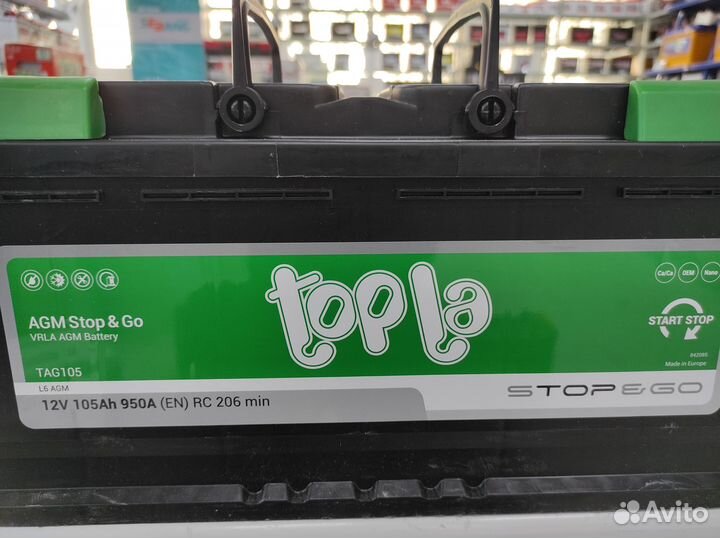 Ca/Ca OEM Nano
topla
AGM Stop & Go
VRLA AGM Battery
START STOP
TAG105
042085
Made in Europe
L6 AGM
12V 105Ah 950A (EN) RC 206 min
STOP&GO
Avito